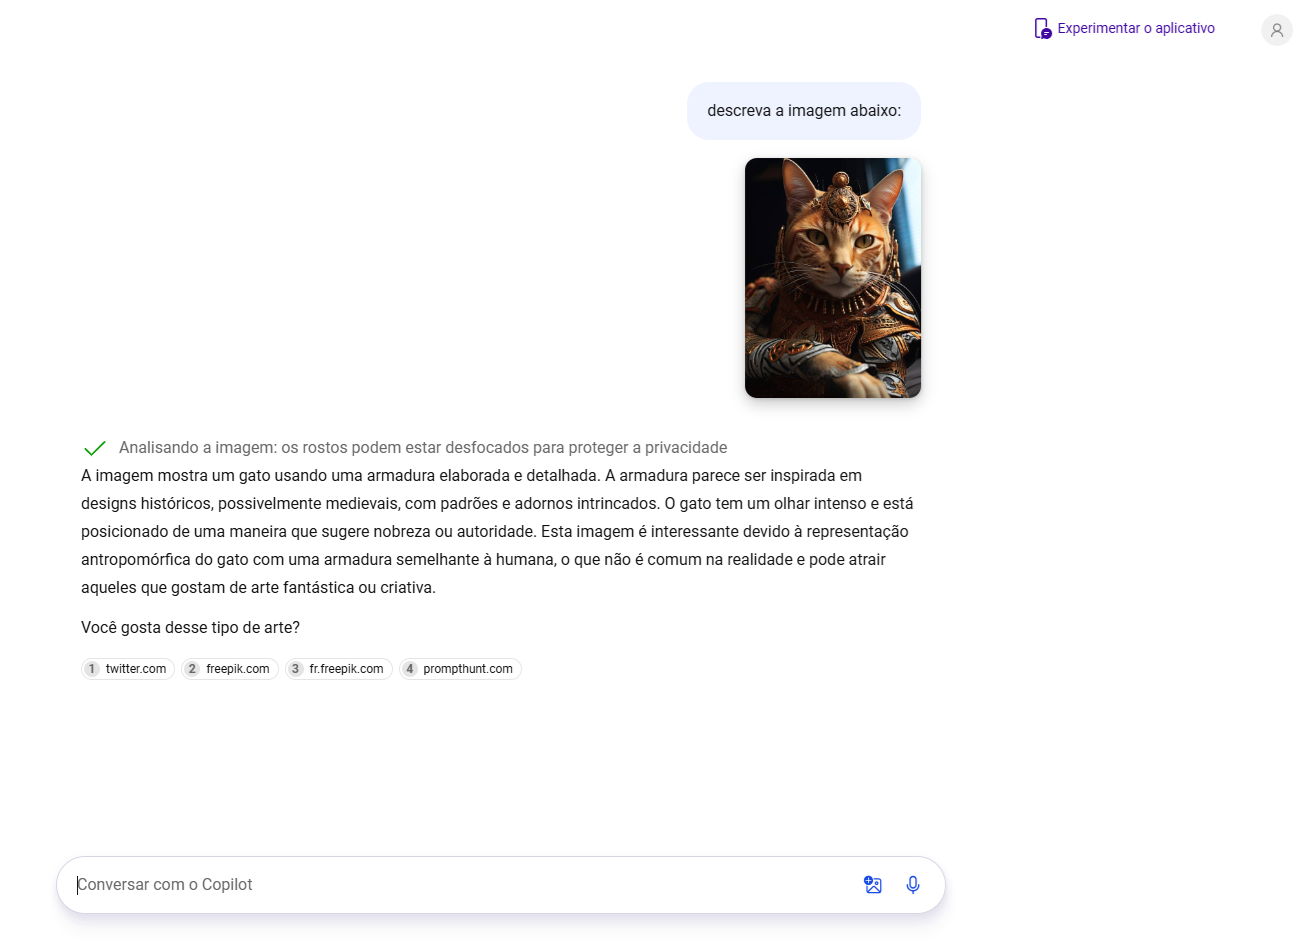 Experimentar o aplicativo
descreva a imagem abaixo:
Analisando a imagem: os rostos podem estar desfocados para proteger a privacidade
A imagem mostra um gato usando uma armadura elaborada e detalhada. A armadura parece ser inspirada em
designs históricos, possivelmente medievais, com padrões e adornos intrincados. O gato tem um olhar intenso e está
posicionado de uma maneira que sugere nobreza ou autoridade. Esta imagem é interessante devido à representação
antropomórfica do gato com uma armadura semelhante à humana, o que não é comum na realidade e pode atrair
aqueles que gostam de arte fantástica ou criativa.
Você gosta desse tipo de arte?
1 twitter.com 2 freepik.com 3 fr.freepik.com 4 prompthunt.com
Conversar com o Copilot